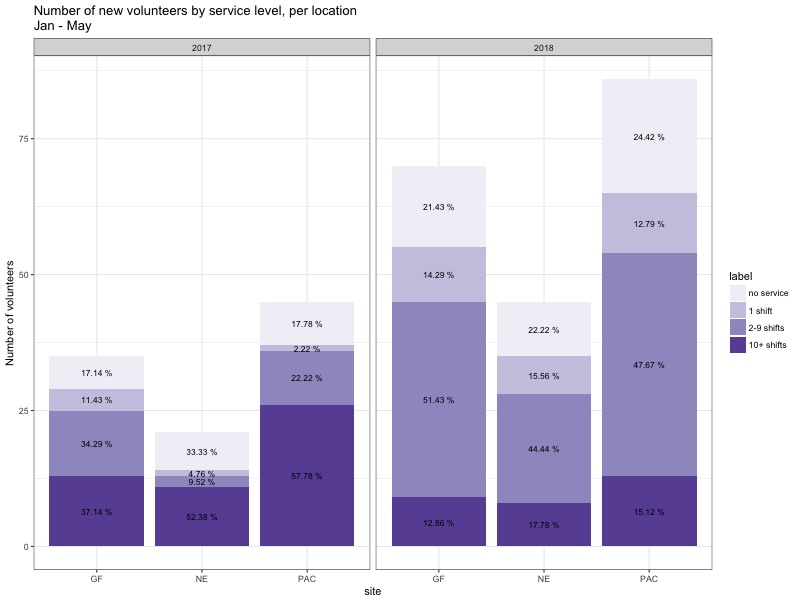 Number of new volunteers by service level, per location
Jan - May
2017
2018
Number of volunteers
75
50
25
0
17.14 %
11.43 %
34.29 %
37.14 %
33.33 %
4.76 %
9.52 %
52.38 %
17.78 %
2.22 %
22.22 %
57.78 %
21.43 %
14.29 %
51.43 %
12.86 %
22.22 %
15.56 %
44.44 %
17.78 %
24.42 %
12.79 %
47.67 %
15.12 %
GF NE PAC
GF NE PAC
site
label
no service
1 shift
2-9 shifts
10+ shifts